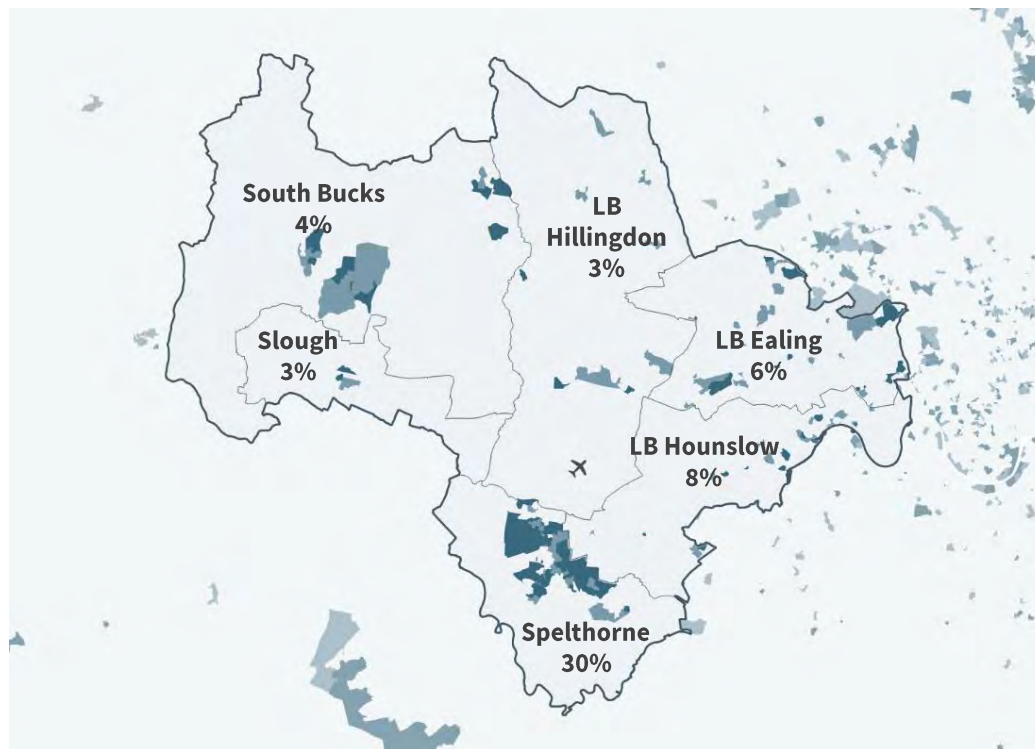 South Bucks
4%
LB
Hillingdon
3%
Slough
3%
LB Ealing
6%
LB Hounslow
8%
Spelthorne
30%